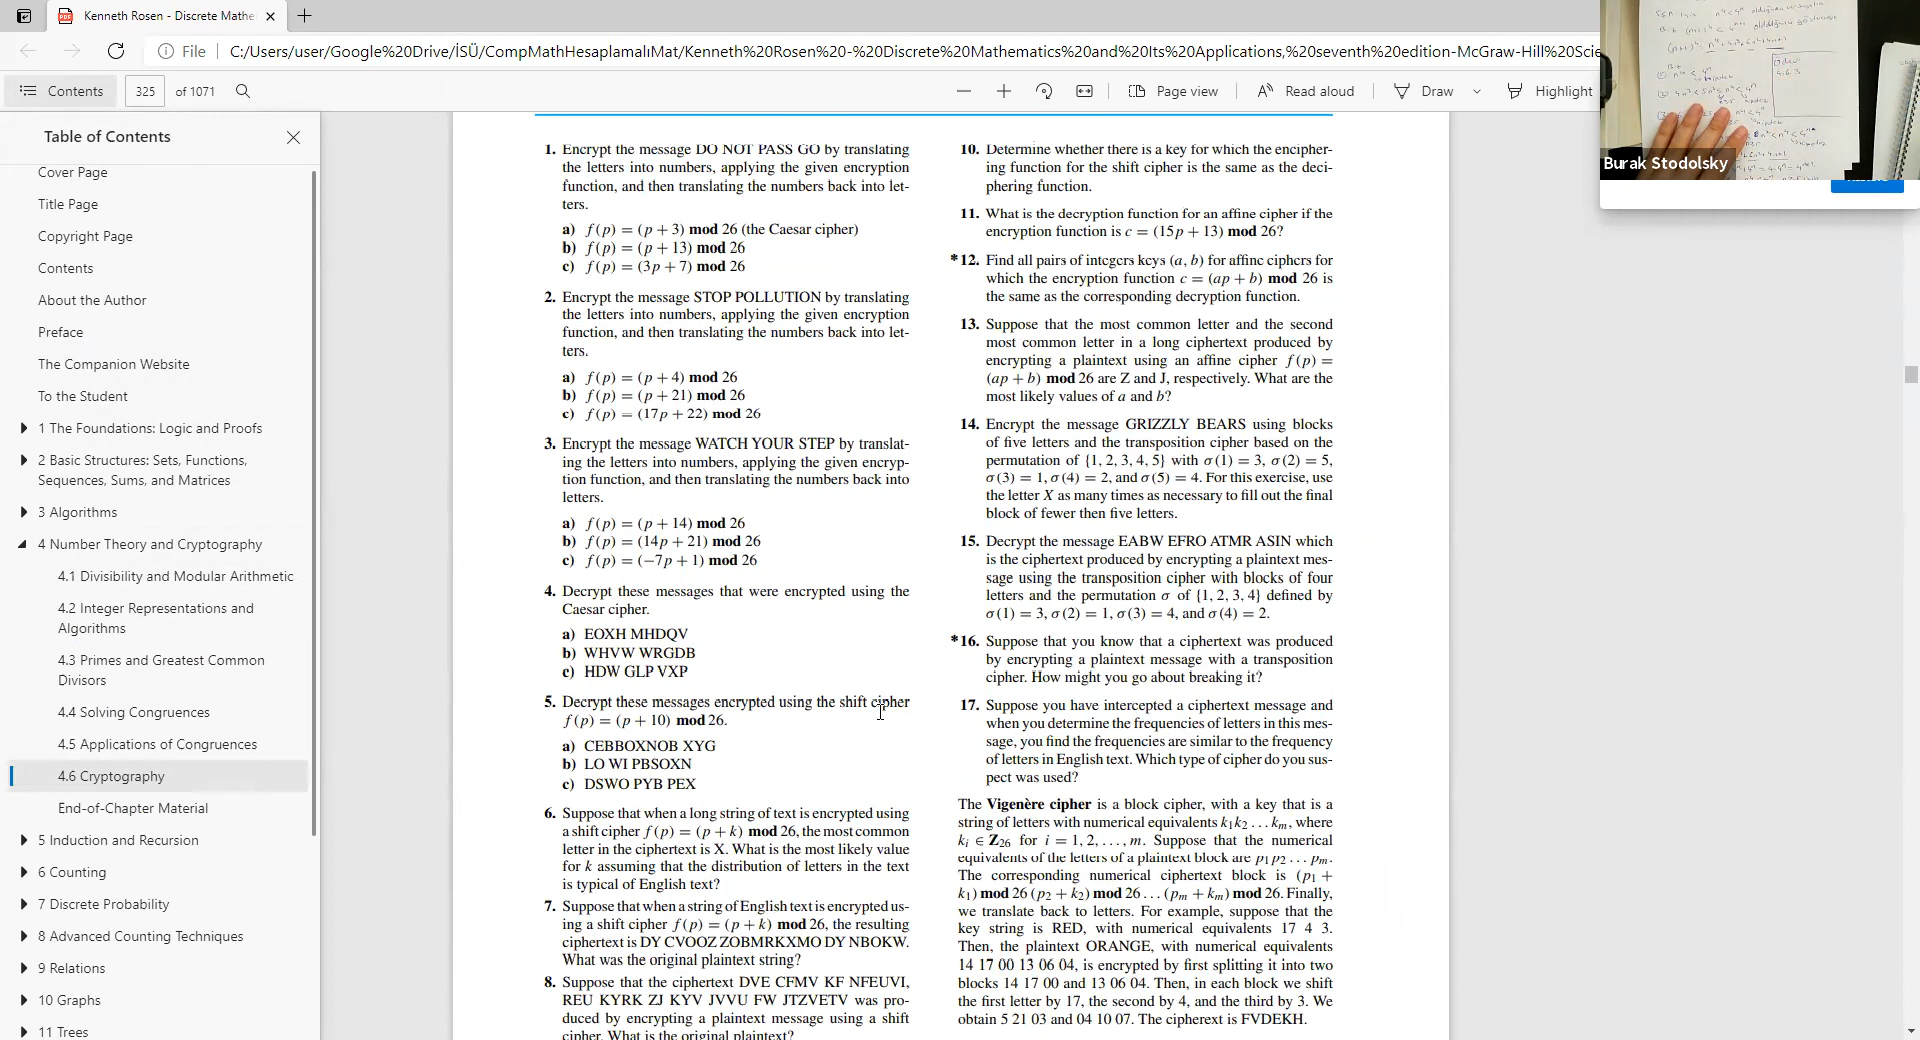 Kenneth Rosen - Discrete Mathe
File
C:/Users/user/Google%20Drive/İSÜ/CompMathHesaplamalıMat/Kenneth%20Rosen%20-%20Discrete%20Mathematics%20and%20Its%20Applications,%20seventh%20edition-McGraw-Hill%20Scie
Contents
325
of 1071
Page view
Read aloud
Draw
Highlight
Burak Stodolsky
Table of Contents
Cover Page
Title Page
Copyright Page
Contents
About the Author
Preface
The Companion Website
To the Student
1 The Foundations: Logic and Proofs
2 Basic Structures: Sets, Functions,
Sequences, Sums, and Matrices
3 Algorithms
4 Number Theory and Cryptography
4.1 Divisibility and Modular Arithmetic
4.2 Integer Representations and
Algorithms
4.3 Primes and Greatest Common
Divisors
4.4 Solving Congruences
4.5 Applications of Congruences
4.6 Cryptography
End-of-Chapter Material
5 Induction and Recursion
6 Counting
7 Discrete Probability
8 Advanced Counting Techniques
9 Relations
10 Graphs
11 Trees
1. Encrypt the message DO NOT PASS GO by translating
the letters into numbers, applying the given encryption
function, and then translating the numbers back into let-
ters.
a) f(p) = (p + 3) mod 26 (the Caesar cipher)
b) f(p) = (p + 13) mod 26
c) f(p) = (3p + 7) mod 26
2. Encrypt the message STOP POLLUTION by translating
the letters into numbers, applying the given encryption
function, and then translating the numbers back into let-
ters.
a) f(p) = (p + 4) mod 26
b) f(p) = (p + 21) mod 26
c) f(p) = (17p + 22) mod 26
3. Encrypt the message WATCH YOUR STEP by translat-
ing the letters into numbers, applying the given encryp-
tion function, and then translating the numbers back into
letters.
a) f(p) = (p + 14) mod 26
b) f(p) = (14p + 21) mod 26
c) f(p) = (−7p + 1) mod 26
4. Decrypt these messages that were encrypted using the
Caesar cipher.
a) EOXH MHDQV
b) WHVW WRGDB
c) HDW GLP VXP
5. Decrypt these messages encrypted using the shift cipher
f(p) = (p + 10) mod 26.
a) CEBBOXNOB XYG
b) LO WI PBSOXN
c) DSWO PYB PEX
6. Suppose that when a long string of text is encrypted using
a shift cipher f(p) = (p + k) mod 26, the most common
letter in the ciphertext is X. What is the most likely value
for k assuming that the distribution of letters in the text
is typical of English text?
7. Suppose that when a string of English text is encrypted us-
ing a shift cipher f(p) = (p + k) mod 26, the resulting
ciphertext is DY CVOOZ ZOBMRKXMO DY NBOKW.
What was the original plaintext string?
8. Suppose that the ciphertext DVE CFMV KF NFEUVI,
REU KYRK ZJ KYV JVVU FW JTZVETV was pro-
duced by encrypting a plaintext message using a shift
cipher. What is the original plaintext?
10. Determine whether there is a key for which the encipher-
ing function for the shift cipher is the same as the deci-
phering function.
11. What is the decryption function for an affine cipher if the
encryption function is c = (15p + 13) mod 26?
*12. Find all pairs of integers keys (a, b) for affine ciphers for
which the encryption function c = (ap + b) mod 26 is
the same as the corresponding decryption function.
13. Suppose that the most common letter and the second
most common letter in a long ciphertext produced by
encrypting a plaintext using an affine cipher f(p) =
(ap + b) mod 26 are Z and J, respectively. What are the
most likely values of a and b?
14. Encrypt the message GRIZZLY BEARS using blocks
of five letters and the transposition cipher based on the
permutation of {1, 2, 3, 4, 5} with σ(1) = 3, σ(2) = 5,
σ(3) = 1, σ(4) = 2, and σ(5) = 4. For this exercise, use
the letter X as many times as necessary to fill out the final
block of fewer then five letters.
15. Decrypt the message EABW EFRO ATMR ASIN which
is the ciphertext produced by encrypting a plaintext mes-
sage using the transposition cipher with blocks of four
letters and the permutation σ of {1, 2, 3, 4} defined by
σ(1) = 3, σ(2) = 1, σ(3) = 4, and σ(4) = 2.
*16. Suppose that you know that a ciphertext was produced
by encrypting a plaintext message with a transposition
cipher. How might you go about breaking it?
17. Suppose you have intercepted a ciphertext message and
when you determine the frequencies of letters in this mes-
sage, you find the frequencies are similar to the frequency
of letters in English text. Which type of cipher do you sus-
pect was used?
The Vigenère cipher is a block cipher, with a key that is a
string of letters with numerical equivalents k₁k₂ . . . kₘ, where
kᵢ ∈ Z₂₆ for i = 1, 2, . . . , m. Suppose that the numerical
equivalents of the letters of a plaintext block are p₁p₂ . . . pₘ.
The corresponding numerical ciphertext block is (p₁ +
k₁) mod 26 (p₂ + k₂) mod 26 . . . (pₘ + kₘ) mod 26. Finally,
we translate back to letters. For example, suppose that the
key string is RED, with numerical equivalents 17 4 3.
Then, the plaintext ORANGE, with numerical equivalents
14 17 00 13 06 04, is encrypted by first splitting it into two
blocks 14 17 00 and 13 06 04. Then, in each block we shift
the first letter by 17, the second by 4, and the third by 3. We
obtain 5 21 03 and 04 10 07. The cipherext is FVDEKH.